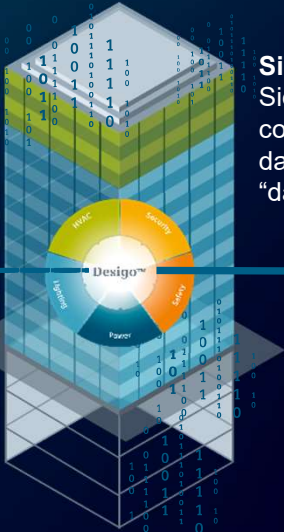 Si
Sie
co
da
“da
HVAC
Security
Desigo™
Lighting
Safety
Power